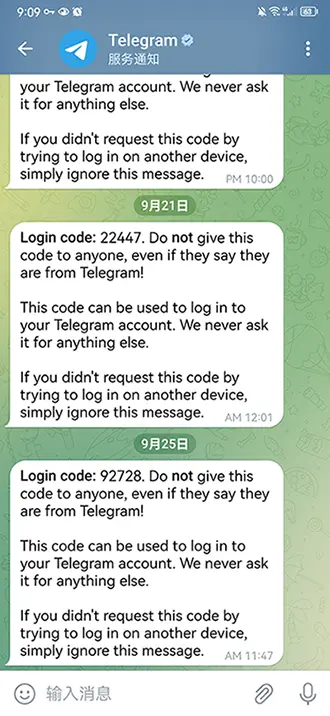 9:09
63
Telegram
服务通知
your Telegram account. We never ask
it for anything else.
If you didn't request this code by
trying to log in on another device,
simply ignore this message.
PM 10:00
9月21日
Login code: 22447. Do not give this
code to anyone, even if they say they
are from Telegram!
This code can be used to log in to
your Telegram account. We never ask
it for anything else.
If you didn't request this code by
trying to log in on another device,
simply ignore this message.
AM 12:01
9月25日
Login code: 92728. Do not give this
code to anyone, even if they say they
are from Telegram!
This code can be used to log in to
your Telegram account. We never ask
it for anything else.
If you didn't request this code by
trying to log in on another device,
simply ignore this message.
AM 11:47
输入消息